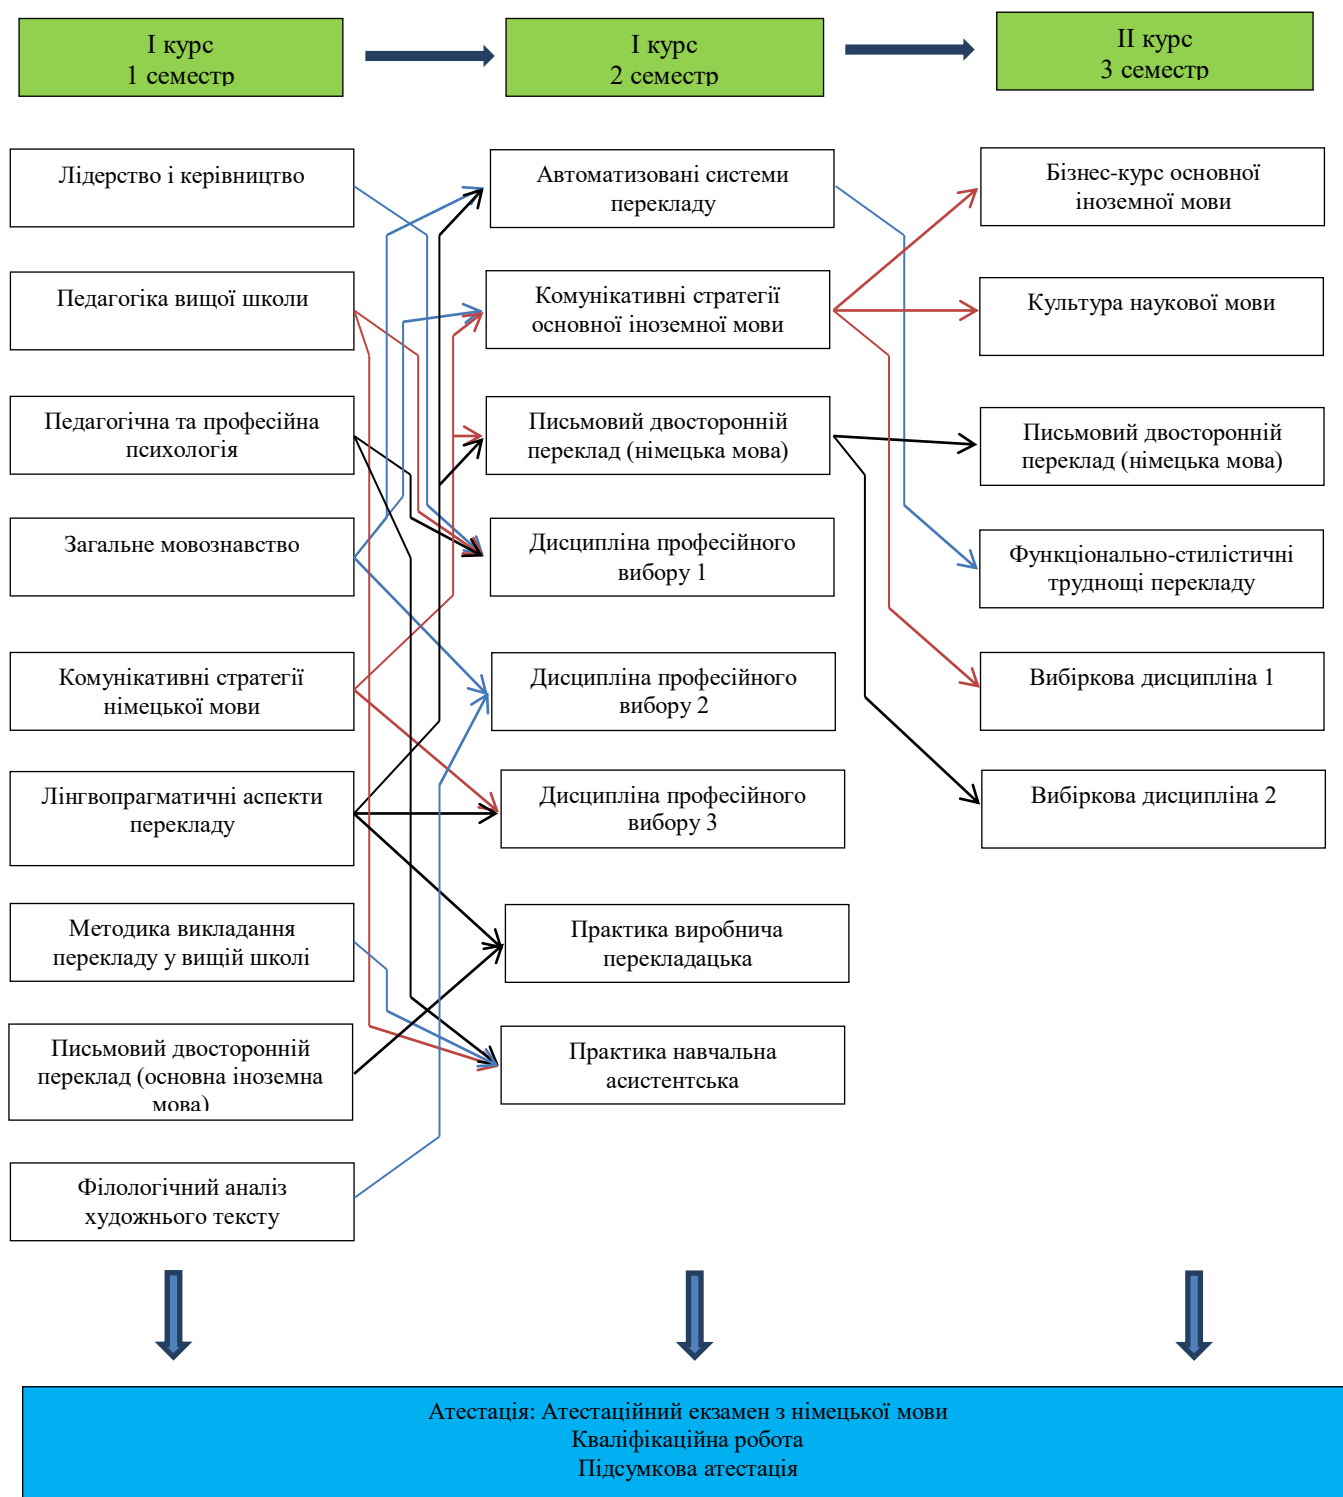 І курс
1 семестр
І курс
2 семестр
ІІ курс
3 семестр
Лідерство і керівництво
Педагогіка вищої школи
Педагогічна та професійна
психологія
Загальне мовознавство
Комунікативні стратегії
німецької мови
Лінгвопрагматичні аспекти
перекладу
Методика викладання
перекладу у вищій школі
Письмовий двосторонній
переклад (основна іноземна
мова)
Філологічний аналіз
художнього тексту
Автоматизовані системи
перекладу
Комунікативні стратегії
основної іноземної мови
Письмовий двосторонній
переклад (німецька мова)
Дисципліна професійного
вибору 1
Дисципліна професійного
вибору 2
Дисципліна професійного
вибору 3
Практика виробнича
перекладацька
Практика навчальна
асистентська
Бізнес-курс основної
іноземної мови
Культура наукової мови
Письмовий двосторонній
переклад (німецька мова)
Функціонально-стилістичні
труднощі перекладу
Вибіркова дисципліна 1
Вибіркова дисципліна 2
Атестація: Атестаційний екзамен з німецької мови
Кваліфікаційна робота
Підсумкова атестація